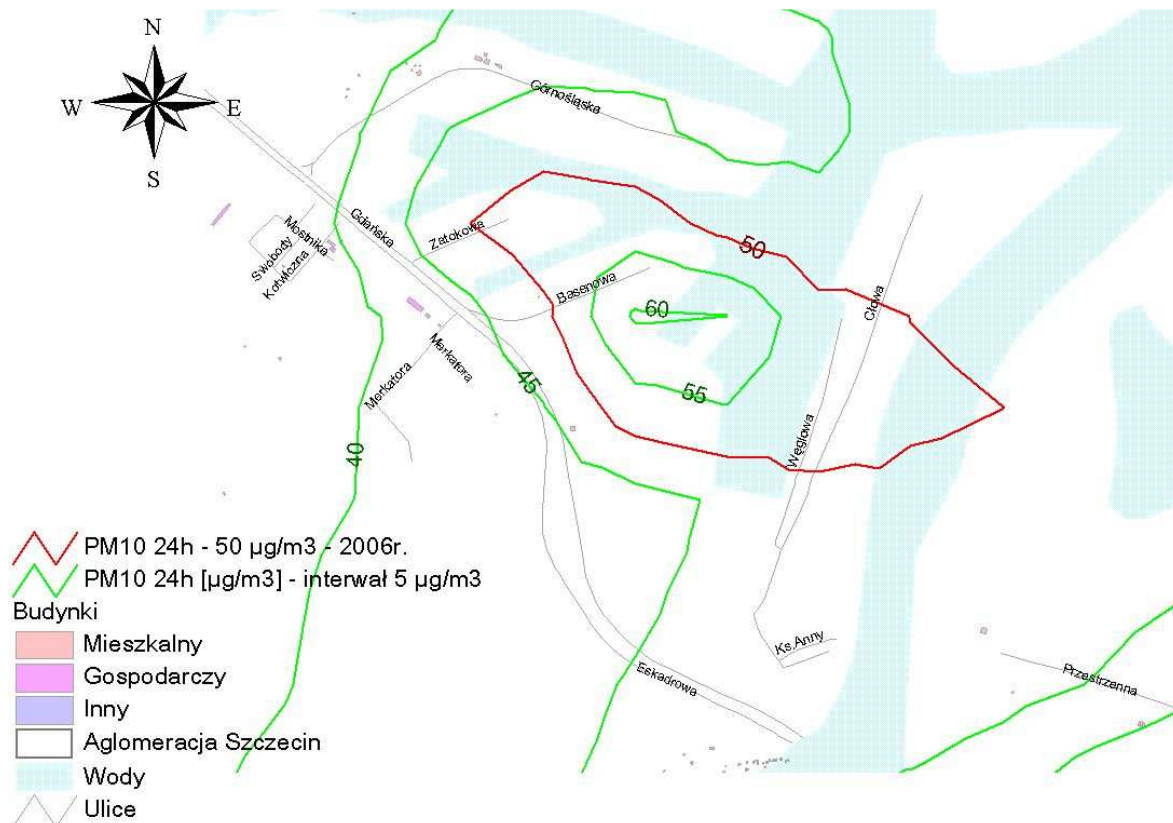 N
W
E
S
Górnośląska
Gdańska
Mostnika
Swobody
Kotwiczna
Zatokowa
50
Basenowa
60
Głowa
Merkatora
Merkatora
45
55
40
Węglowa
Ks.Anny
Eskadrowa
Przestrzenna
PM10 24h - 50 µg/m3 - 2006r.
PM10 24h [µg/m3] - interwał 5 µg/m3
Budynki
Mieszkalny
Gospodarczy
Inny
Aglomeracja Szczecin
Wody
Ulice